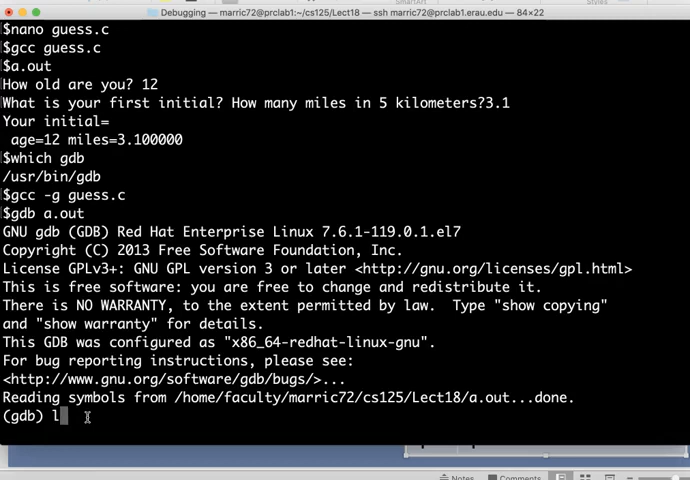 SmartArt
Styles
Debugging — marric72@prclab1:~/cs125/Lect18 — ssh marric72@prclab1.erau.edu — 84×22
$nano guess.c
$gcc guess.c
$a.out
How old are you? 12
What is your first initial? How many miles in 5 kilometers?3.1
Your initial=
 age=12 miles=3.100000
$which gdb
/usr/bin/gdb
$gcc -g guess.c
$gdb a.out
GNU gdb (GDB) Red Hat Enterprise Linux 7.6.1-119.0.1.el7
Copyright (C) 2013 Free Software Foundation, Inc.
License GPLv3+: GNU GPL version 3 or later <http://gnu.org/licenses/gpl.html>
This is free software: you are free to change and redistribute it.
There is NO WARRANTY, to the extent permitted by law.  Type "show copying"
and "show warranty" for details.
This GDB was configured as "x86_64-redhat-linux-gnu".
For bug reporting instructions, please see:
<http://www.gnu.org/software/gdb/bugs/>...
Reading symbols from /home/faculty/marric72/cs125/Lect18/a.out...done.
(gdb) l
Notes
Comments